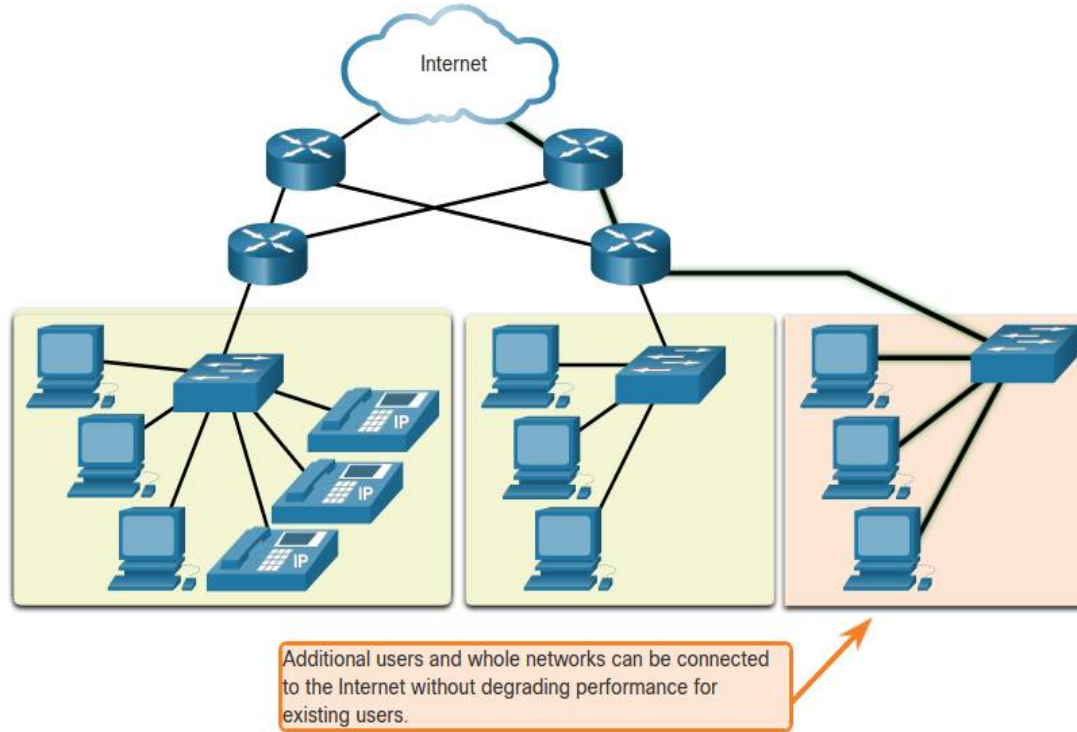 Internet
IP
IP
IP
Additional users and whole networks can be connected
to the Internet without degrading performance for
existing users.